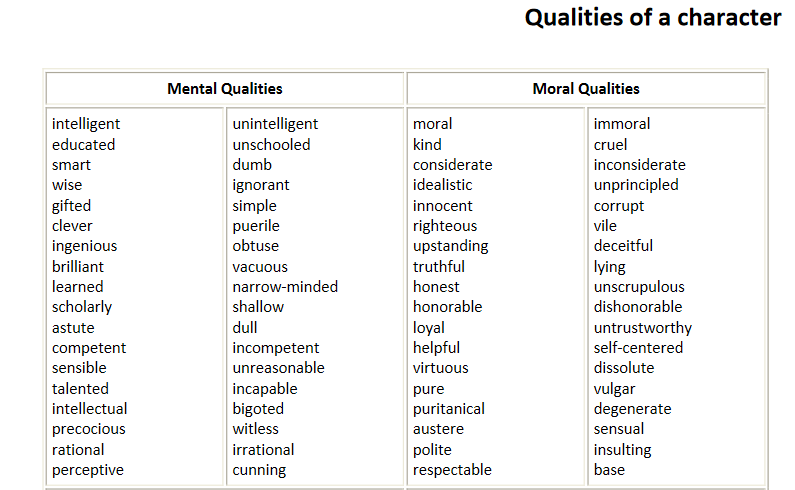 Qualities of a character
Mental Qualities Moral Qualities
intelligent unintelligent moral immoral
educated unschooled kind cruel
smart dumb considerate inconsiderate
wise ignorant idealistic unprincipled
gifted simple innocent corrupt
clever puerile righteous vile
ingenious obtuse upstanding deceitful
brilliant vacuous truthful lying
learned narrow-minded honest unscrupulous
scholarly shallow honorable dishonorable
astute dull loyal untrustworthy
competent incompetent helpful self-centered
sensible unreasonable virtuous dissolute
talented incapable pure vulgar
intellectual bigoted puritanical degenerate
precocious witless austere sensual
rational irrational polite insulting
perceptive cunning respectable base